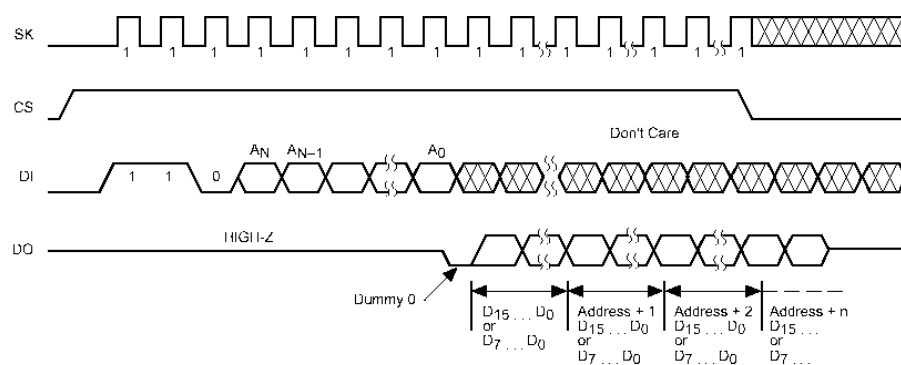 SK
1 1 1 1 1 1 1 1 1 1 1 1 1 1
CS
Don't Care
AN AN–1 A0
DI 1 1 0
HIGH-Z
DO
Dummy 0
D15 . . . D0
or
D7 . . . D0
Address + 1
D15 . . . D0
or
D7 . . . D0
Address + 2
D15 . . . D0
or
D7 . . . D0
Address + n
D15 . . .
or
D7 . . .